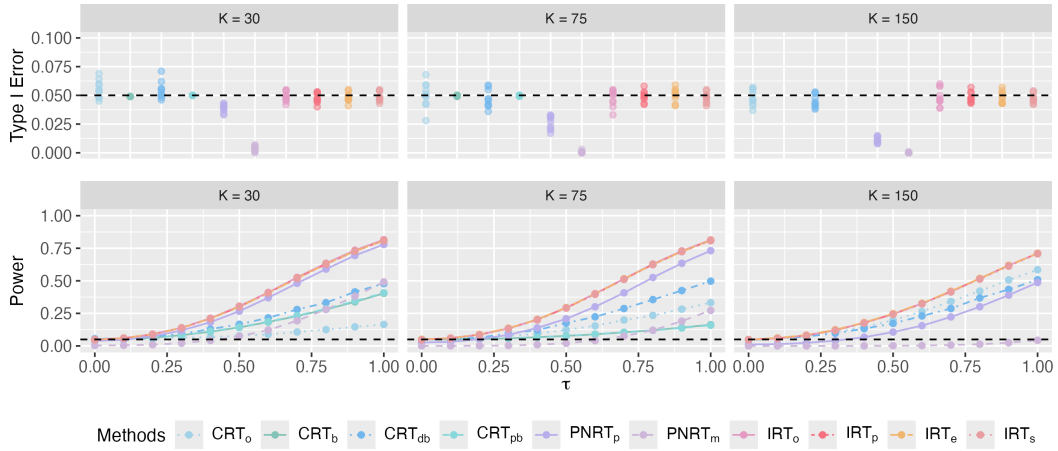 K = 30 K = 75 K = 150
Type I Error
0.100
0.075
0.050
0.025
0.000
K = 30 K = 75 K = 150
Power
1.00
0.75
0.50
0.25
0.00
0.00 0.25 0.50 0.75 1.00 0.00 0.25 0.50 0.75 1.00 0.00 0.25 0.50 0.75 1.00
τ
Methods CRTo CRTb CRTdb CRTpb PNRTp PNRTm IRTo IRTp IRTe IRTs